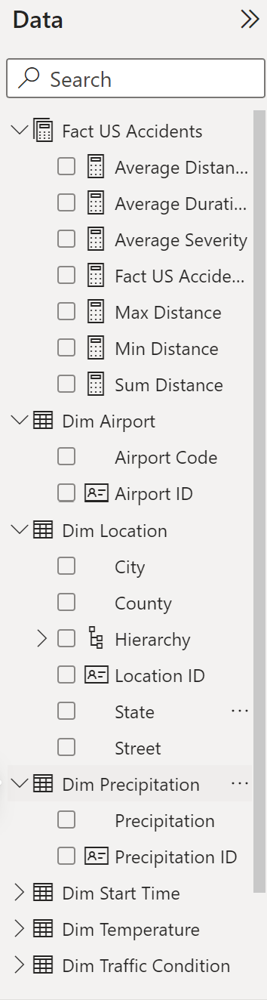 Data
Search
Fact US Accidents
Average Distan...
Average Durati...
Average Severity
Fact US Accide...
Max Distance
Min Distance
Sum Distance
Dim Airport
Airport Code
Airport ID
Dim Location
City
County
Hierarchy
Location ID
State
Street
Dim Precipitation
Precipitation
Precipitation ID
Dim Start Time
Dim Temperature
Dim Traffic Condition